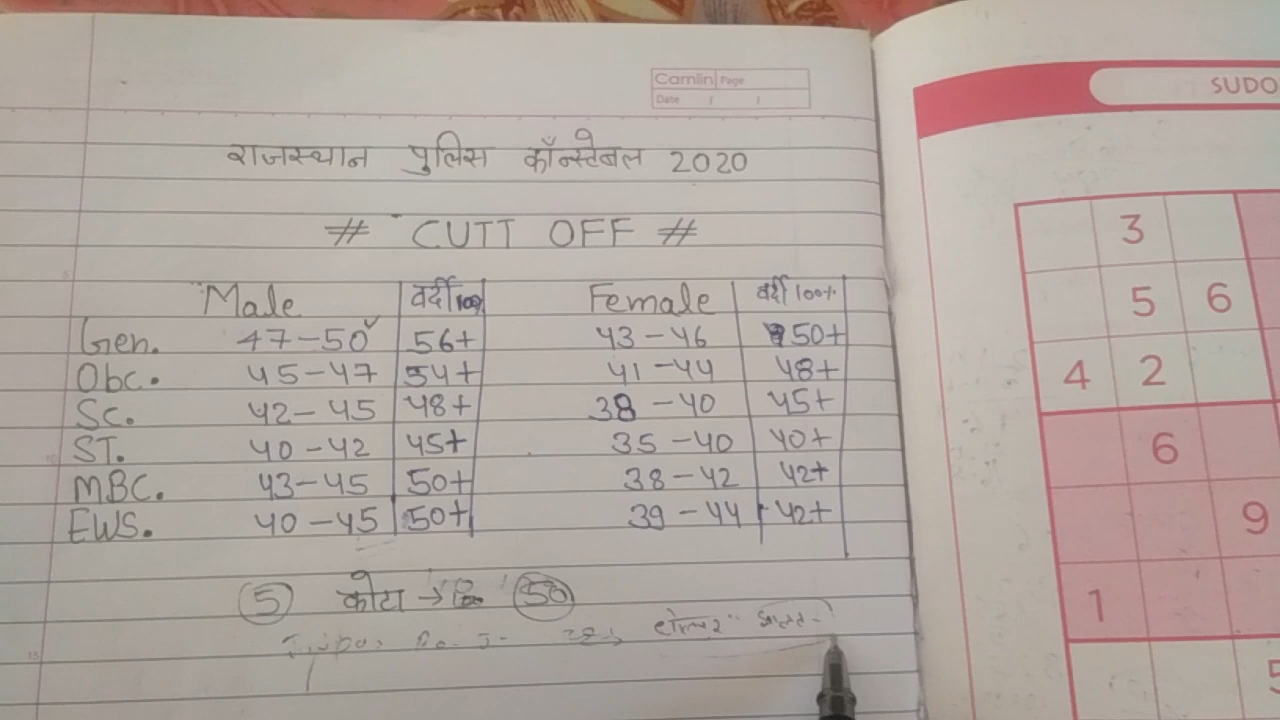 Camlin Page
Date / /
राजस्थान पुलिस कॉन्स्टेबल 2020
# CUTT OFF #
Male वर्दी 100% Female वर्दी 100%
Gen. 47-50 56+ 43-46 50+
Obc. 45-47 54+ 41-44 48+
Sc. 42-45 48+ 38-40 45+
ST. 40-42 45+ 35-40 40+
MBC. 43-45 50+ 38-42 42+
EWS. 40-45 50+ 39-44 42+
5 कोटा → 50
SUDO
3
5 6
4 2
6
9
1
5